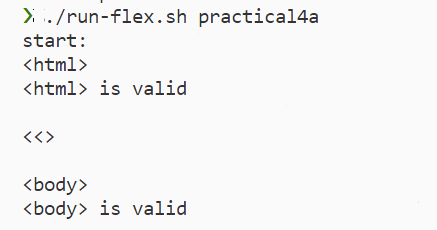 ❯ ./run-flex.sh practical4a
start:
<html>
<html> is valid

<<>

<body>
<body> is valid